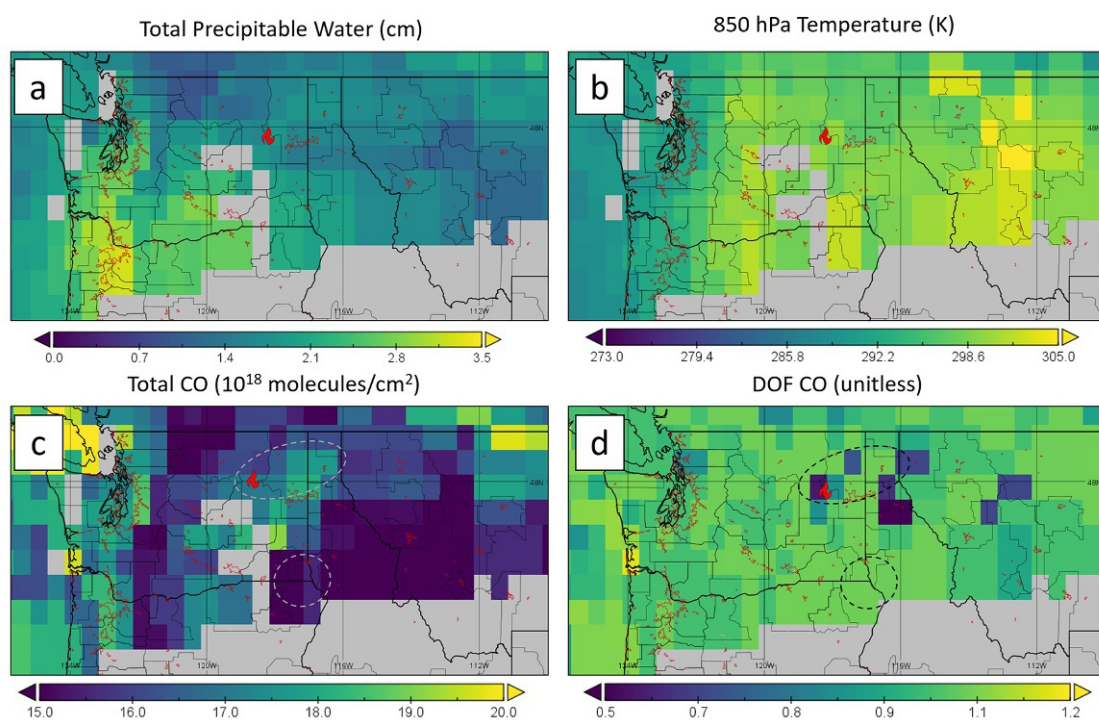 Total Precipitable Water (cm)
850 hPa Temperature (K)
a
b
48N
48N
124W
120W
116W
112W
124W
120W
116W
112W
0.0 0.7 1.4 2.1 2.8 3.5
273.0 279.4 285.8 292.2 298.6 305.0
Total CO (10¹⁸ molecules/cm²)
DOF CO (unitless)
c
d
48N
48N
124W
120W
116W
112W
124W
120W
116W
112W
15.0 16.0 17.0 18.0 19.0 20.0
0.5 0.7 0.8 0.9 1.1 1.2